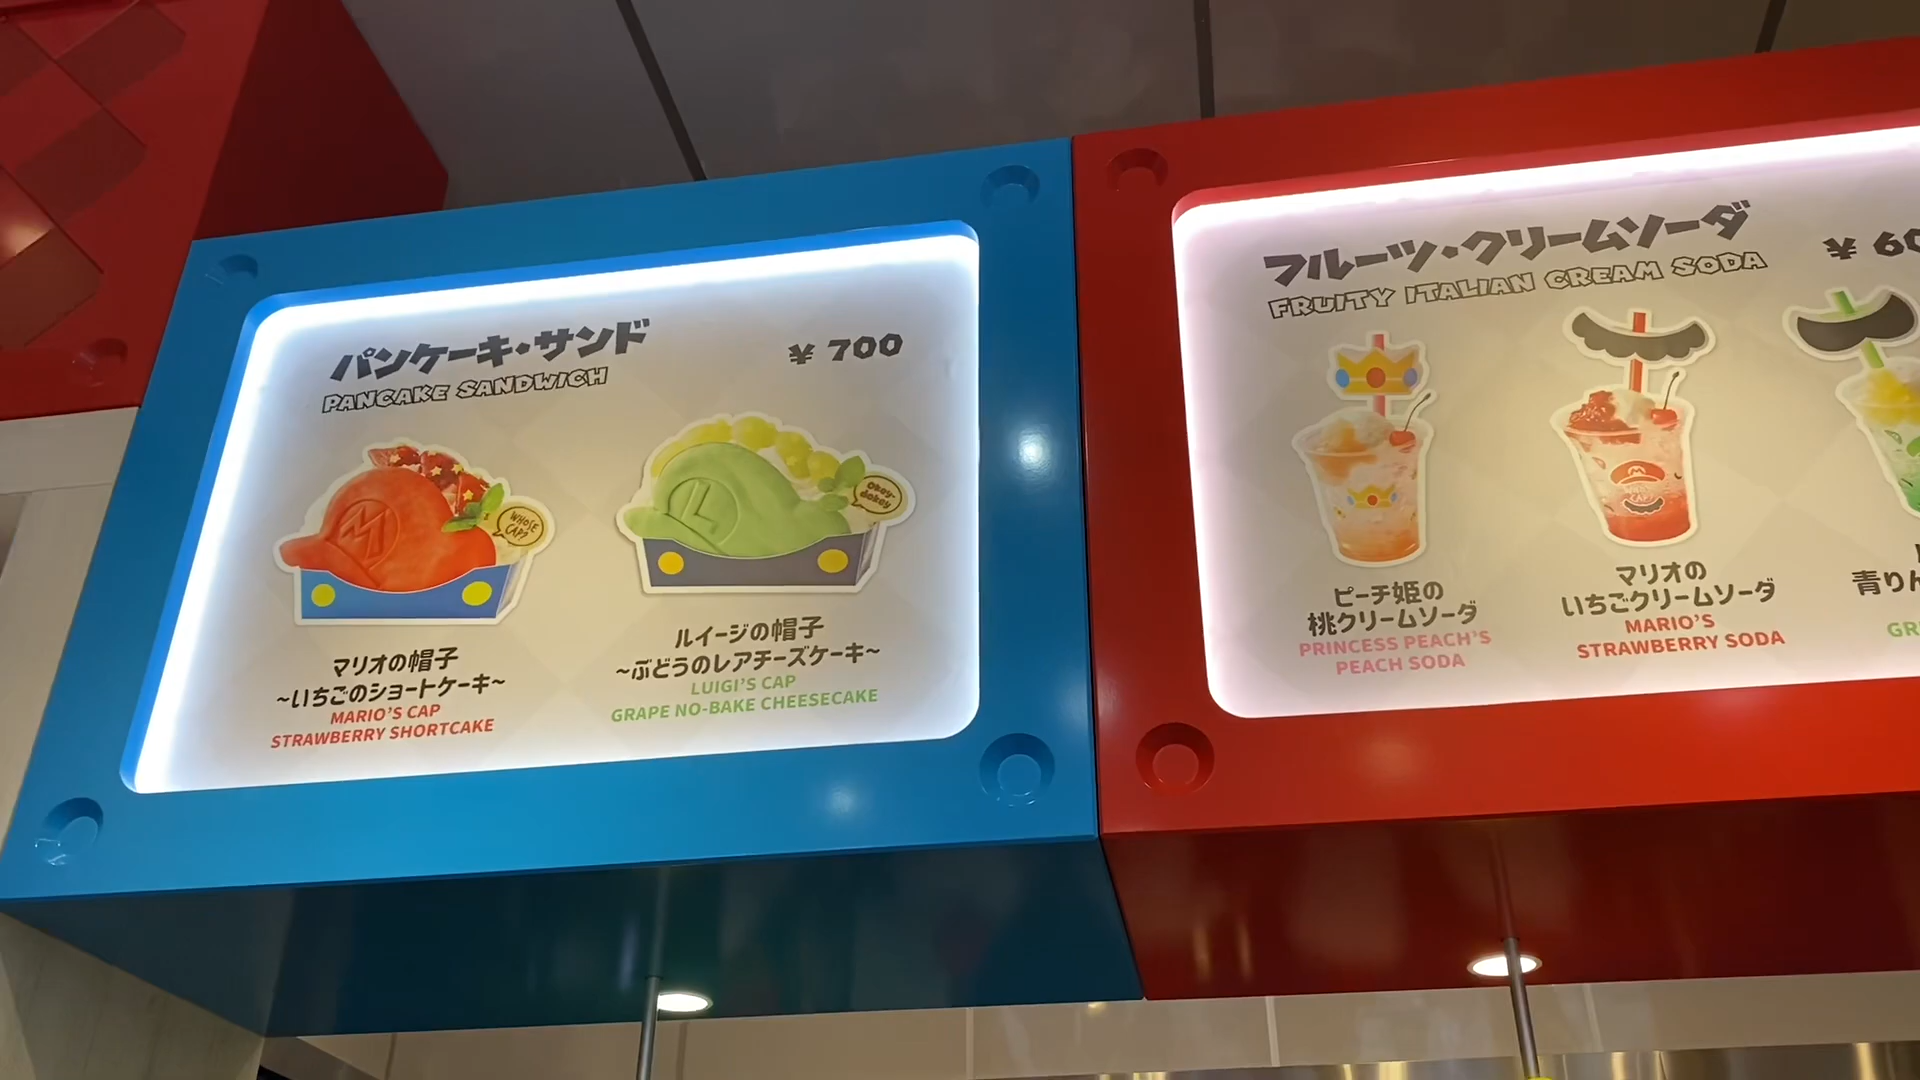 パンケーキ・サンド
PANCAKE SANDWICH
¥ 700
M
WHOSE
CAP?
L
Okey-
dokey
マリオの帽子
~いちごのショートケーキ~
MARIO'S CAP
STRAWBERRY SHORTCAKE
ルイージの帽子
~ぶどうのレアチーズケーキ~
LUIGI'S CAP
GRAPE NO-BAKE CHEESECAKE
フルーツ・クリームソーダ
FRUITY ITALIAN CREAM SODA
¥ 60
ピーチ姫の
桃クリームソーダ
PRINCESS PEACH'S
PEACH SODA
マリオの
いちごクリームソーダ
MARIO'S
STRAWBERRY SODA
青りん
GR